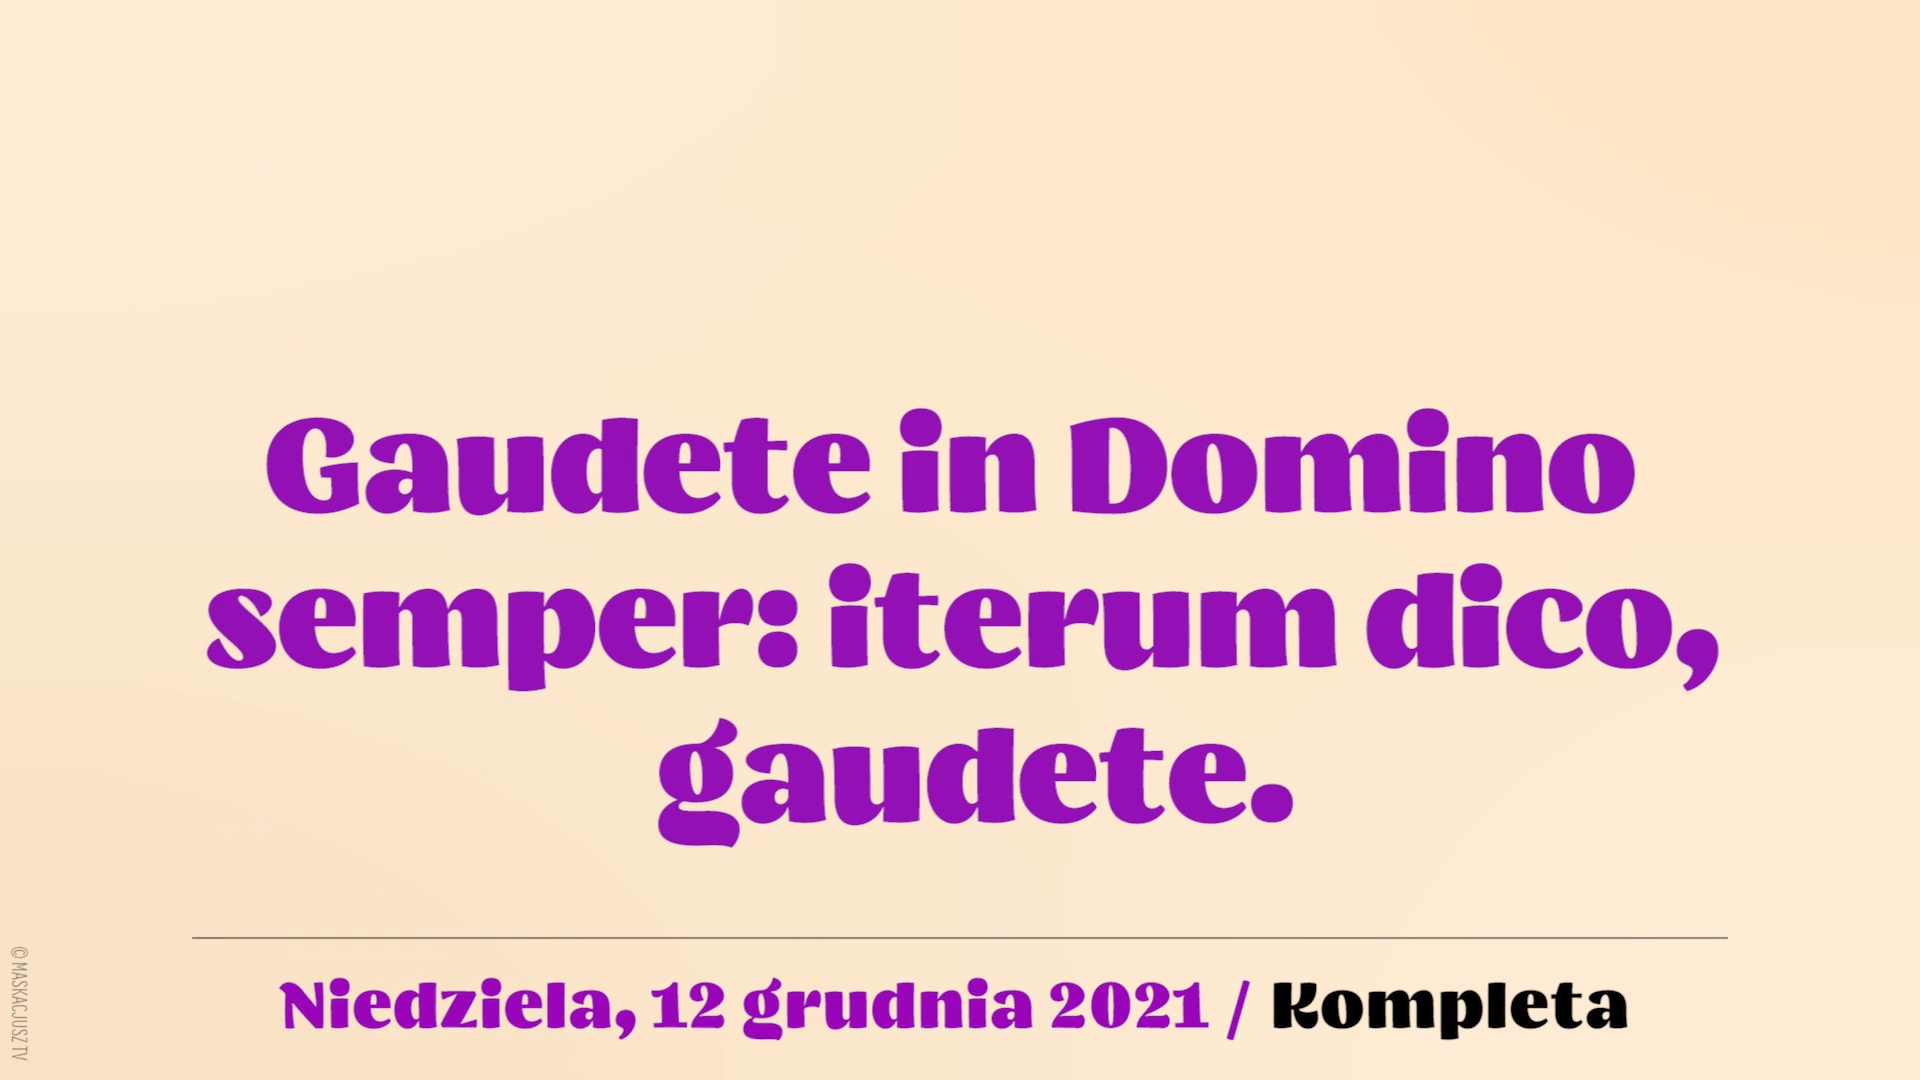 Gaudete in Domino
semper: iterum dico,
gaudete.
Niedziela, 12 grudnia 2021 / Kompleta
© MASKACJUSZ TV